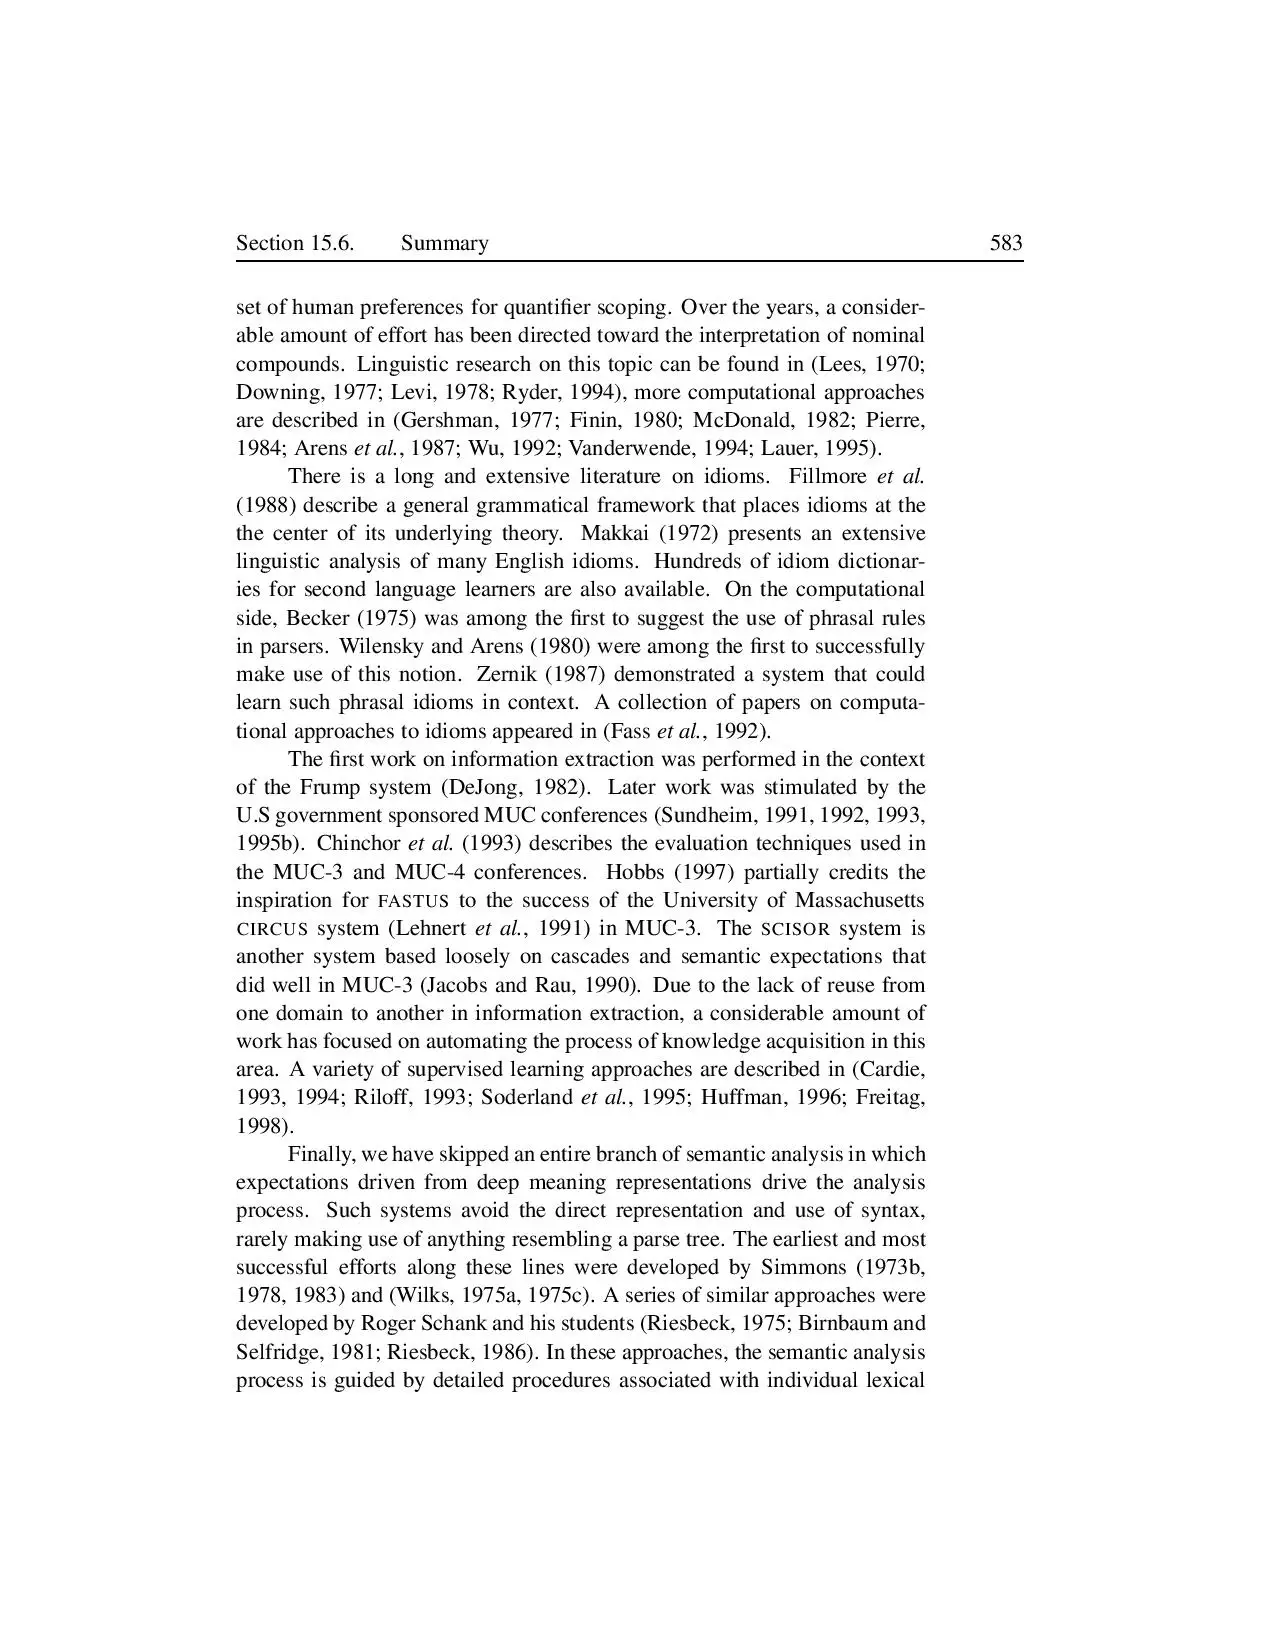 Section 15.6. Summary 583
set of human preferences for quantifier scoping. Over the years, a consider-
able amount of effort has been directed toward the interpretation of nominal
compounds. Linguistic research on this topic can be found in (Lees, 1970;
Downing, 1977; Levi, 1978; Ryder, 1994), more computational approaches
are described in (Gershman, 1977; Finin, 1980; McDonald, 1982; Pierre,
1984; Arens et al., 1987; Wu, 1992; Vanderwende, 1994; Lauer, 1995).
There is a long and extensive literature on idioms. Fillmore et al.
(1988) describe a general grammatical framework that places idioms at the
the center of its underlying theory. Makkai (1972) presents an extensive
linguistic analysis of many English idioms. Hundreds of idiom dictionar-
ies for second language learners are also available. On the computational
side, Becker (1975) was among the first to suggest the use of phrasal rules
in parsers. Wilensky and Arens (1980) were among the first to successfully
make use of this notion. Zernik (1987) demonstrated a system that could
learn such phrasal idioms in context. A collection of papers on computa-
tional approaches to idioms appeared in (Fass et al., 1992).
The first work on information extraction was performed in the context
of the Frump system (DeJong, 1982). Later work was stimulated by the
U.S government sponsored MUC conferences (Sundheim, 1991, 1992, 1993,
1995b). Chinchor et al. (1993) describes the evaluation techniques used in
the MUC-3 and MUC-4 conferences. Hobbs (1997) partially credits the
inspiration for FASTUS to the success of the University of Massachusetts
CIRCUS system (Lehnert et al., 1991) in MUC-3. The SCISOR system is
another system based loosely on cascades and semantic expectations that
did well in MUC-3 (Jacobs and Rau, 1990). Due to the lack of reuse from
one domain to another in information extraction, a considerable amount of
work has focused on automating the process of knowledge acquisition in this
area. A variety of supervised learning approaches are described in (Cardie,
1993, 1994; Riloff, 1993; Soderland et al., 1995; Huffman, 1996; Freitag,
1998).
Finally, we have skipped an entire branch of semantic analysis in which
expectations driven from deep meaning representations drive the analysis
process. Such systems avoid the direct representation and use of syntax,
rarely making use of anything resembling a parse tree. The earliest and most
successful efforts along these lines were developed by Simmons (1973b,
1978, 1983) and (Wilks, 1975a, 1975c). A series of similar approaches were
developed by Roger Schank and his students (Riesbeck, 1975; Birnbaum and
Selfridge, 1981; Riesbeck, 1986). In these approaches, the semantic analysis
process is guided by detailed procedures associated with individual lexical